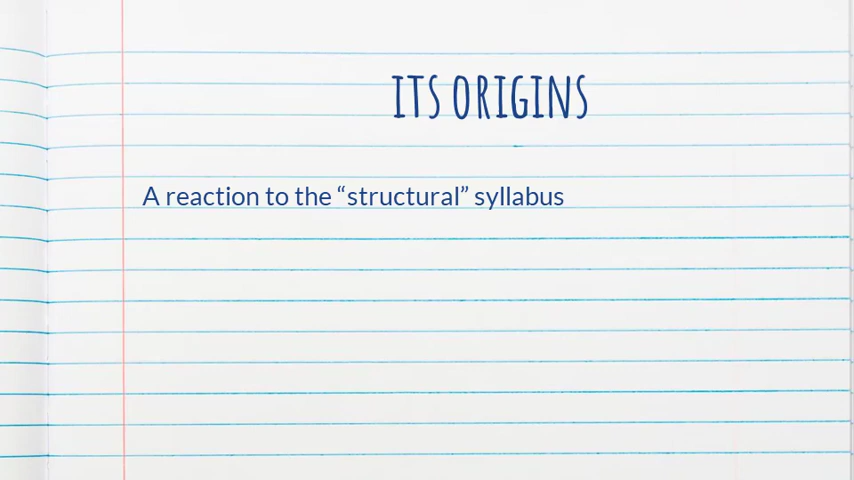 ITS ORIGINS
A reaction to the “structural” syllabus